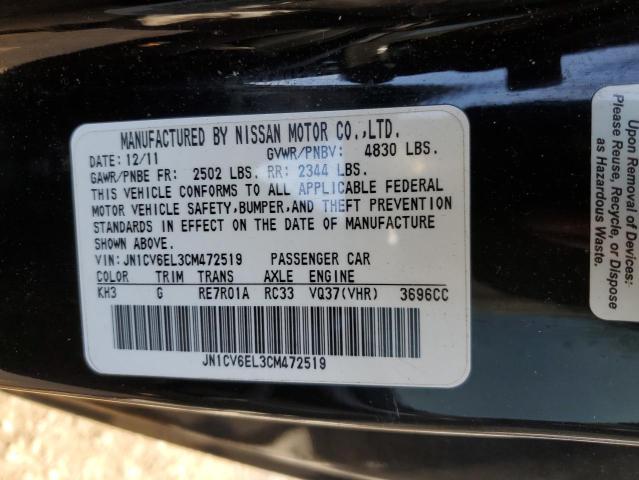 MANUFACTURED BY NISSAN MOTOR CO.,LTD.
DATE: 12/11 GVWR/PNBV: 4830 LBS.
GAWR/PNBE FR: 2502 LBS. RR: 2344 LBS.
THIS VEHICLE CONFORMS TO ALL APPLICABLE FEDERAL
MOTOR VEHICLE SAFETY,BUMPER,AND THEFT PREVENTION
STANDARDS IN EFFECT ON THE DATE OF MANUFACTURE
SHOWN ABOVE.
VIN: JN1CV6EL3CM472519 PASSENGER CAR
COLOR TRIM TRANS AXLE ENGINE
KH3 G RE7R01A RC33 VQ37(VHR) 3696CC
JN1CV6EL3CM472519
Upon Removal of Devices:
Please Reuse, Recycle, or Dispose
as Hazardous Waste.